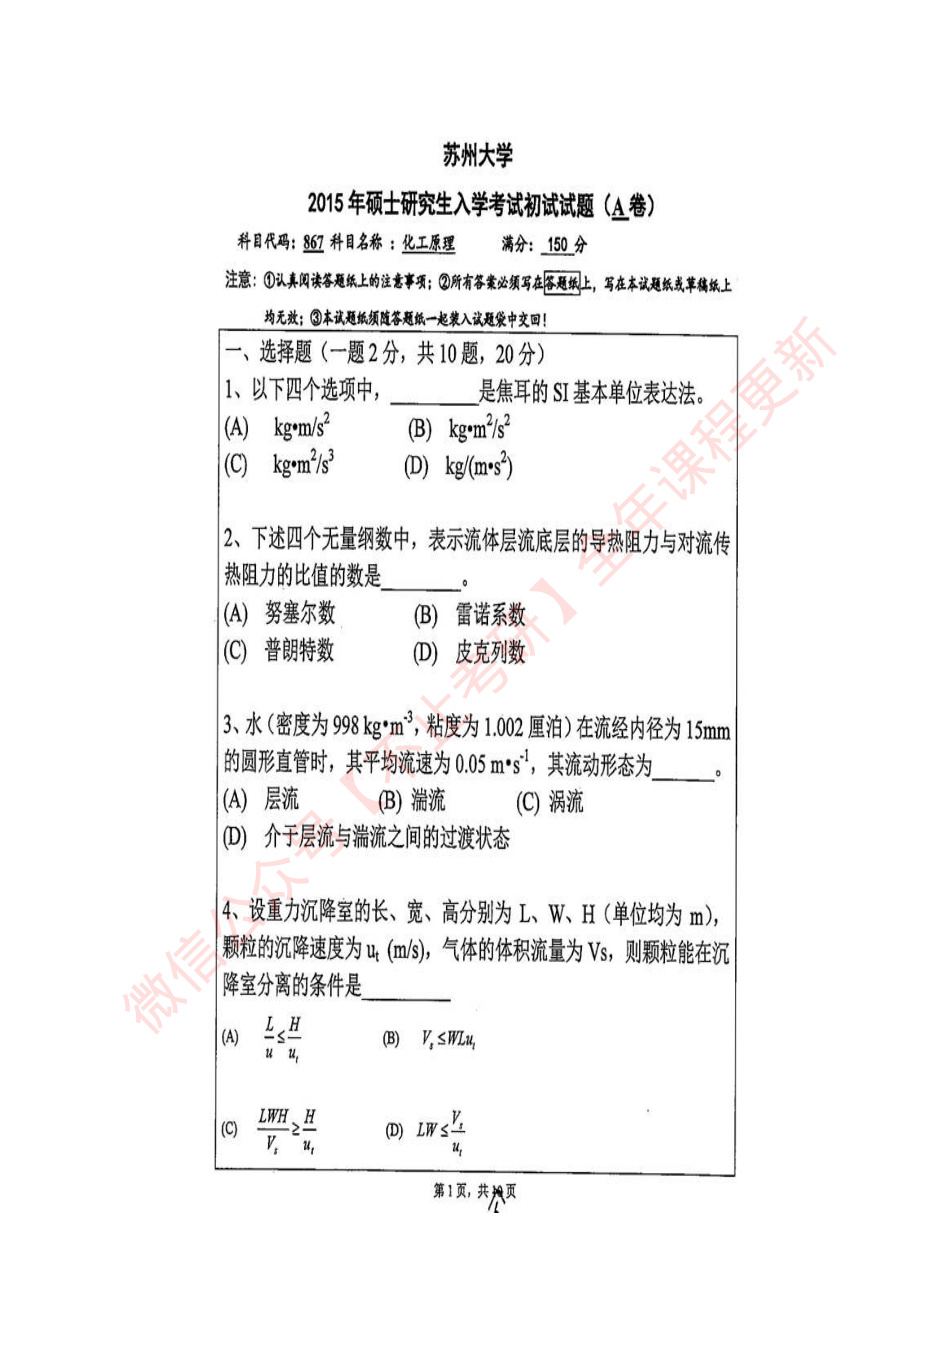 苏州大学
2015年硕士研究生入学考试初试试题（A卷）
科目代码：867 科目名称：化工原理 满分：150 分
注意：①认真阅读答题纸上的注意事项；②所有答案必须写在答题纸上，写在本试题纸或草稿纸上
均无效；③本试题纸须随答题纸一起装入试题袋中交回！
一、选择题（一题2分，共10题，20分）
1、以下四个选项中，________是焦耳的SI基本单位表达法。
(A) kg•m/s² (B) kg•m²/s²
(C) kg•m²/s³ (D) kg/(m•s²)
2、下述四个无量纲数中，表示流体层流底层的导热阻力与对流传
热阻力的比值的数是________。
(A) 努塞尔数 (B) 雷诺系数
(C) 普朗特数 (D) 皮克列数
3、水（密度为998 kg•m⁻³，粘度为1.002厘泊）在流经内径为15mm
的圆形直管时，其平均流速为0.05 m•s⁻¹，其流动形态为______。
(A) 层流 (B) 湍流 (C) 涡流
(D) 介于层流与湍流之间的过渡状态
4、设重力沉降室的长、宽、高分别为 L、W、H（单位均为 m），
颗粒的沉降速度为 uₜ (m/s)，气体的体积流量为 Vs，则颗粒能在沉
降室分离的条件是________
(A) L/u ≤ H/uₜ (B) Vₛ ≤ WLuₜ
(C) LWH/Vₛ ≥ H/uₜ (D) LW ≤ Vₛ/uₜ
第1页，共页
微信公众号【不止考研】全年课程更新